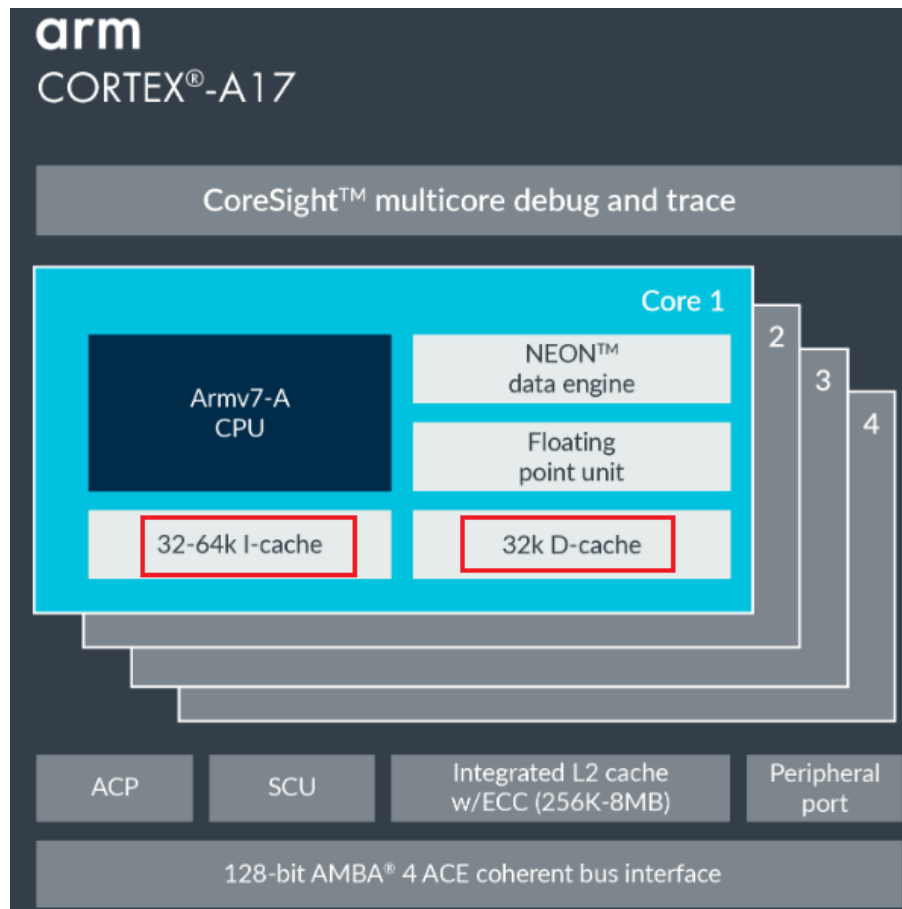 arm
CORTEX®-A17
CoreSight™ multicore debug and trace
Core 1
2
3
4
Armv7-A
CPU
NEON™
data engine
Floating
point unit
32-64k I-cache
32k D-cache
ACP
SCU
Integrated L2 cache
w/ECC (256K-8MB)
Peripheral
port
128-bit AMBA® 4 ACE coherent bus interface